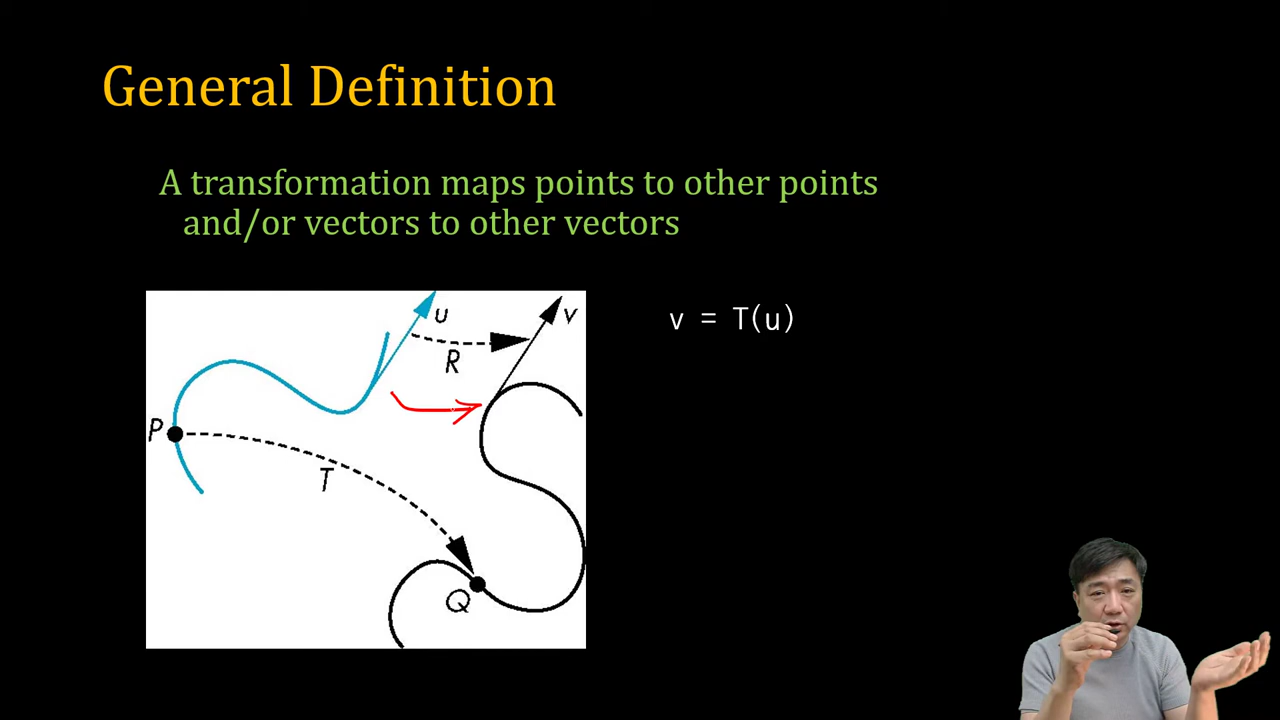 General Definition
A transformation maps points to other points
and/or vectors to other vectors
u
v
R
P
T
Q
v = T(u)